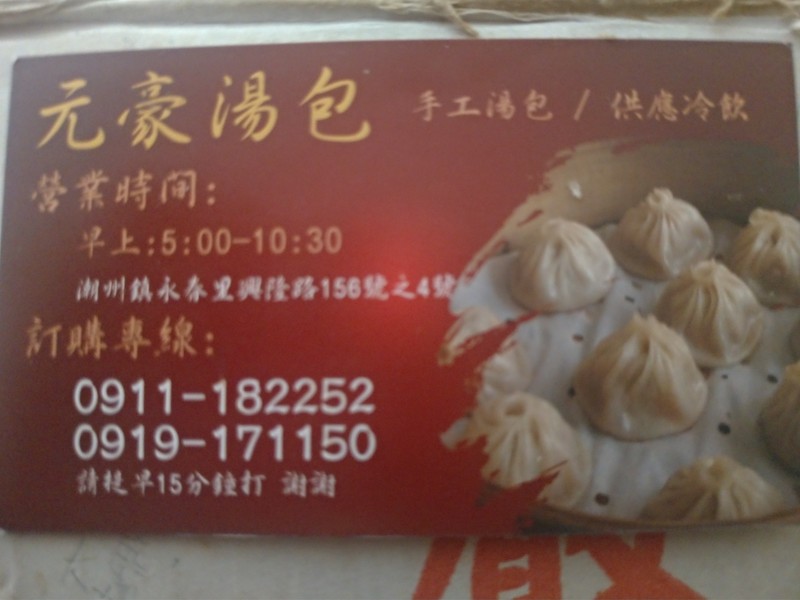 元豪湯包
手工湯包 / 供應冷飲
營業時間:
早上:5:00-10:30
潮州鎮永春里興隆路156號之4號
訂購專線:
0911-182252
0919-171150
請提早15分鐘打 謝謝